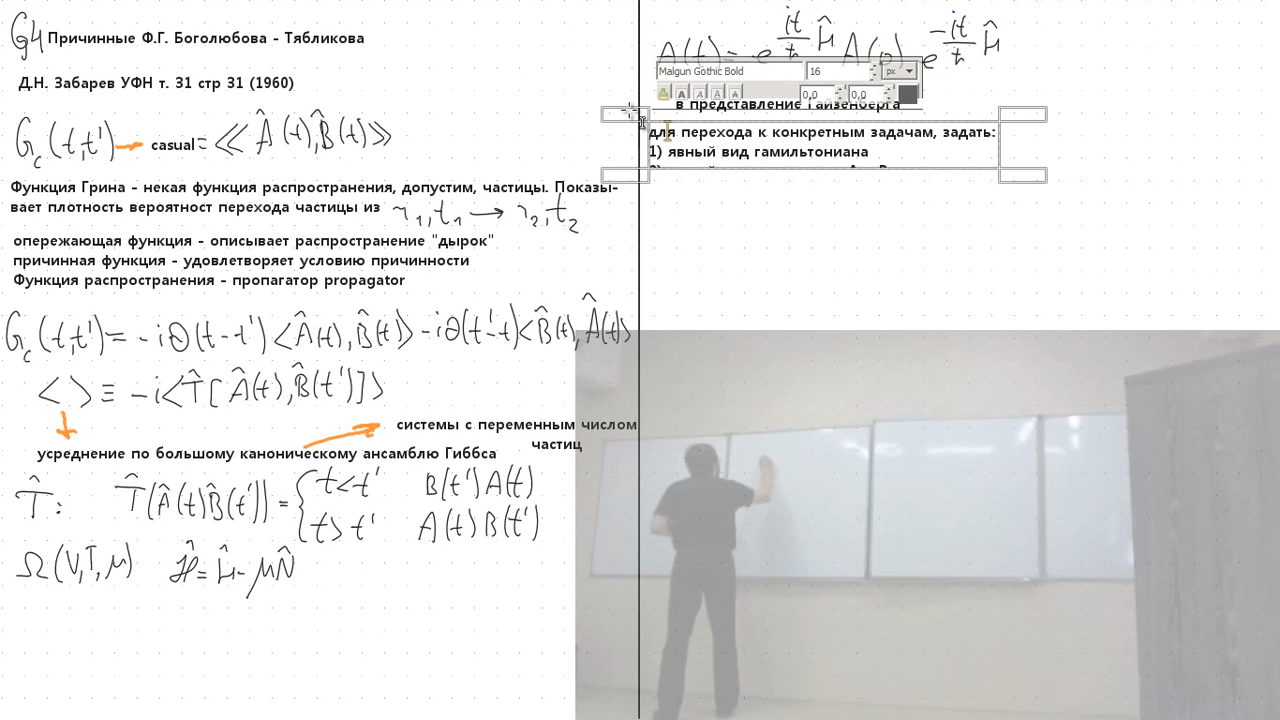 G4 Причинные Ф.Г. Боголюбова - Тябликова
Д.Н. Забарев УФН т. 31 стр 31 (1960)
G_c(t,t') → casual = ≪Â(t),B̂(t)≫
Функция Грина - некая функция распространения, допустим, частицы. Показы-
вает плотность вероятност перехода частицы из r₁,t₁ → r₂,t₂
опережающая функция - описывает распространение "дырок"
причинная функция - удовлетворяет условию причинности
Функция распространения - пропагатор propagator
G_c(t,t') = -iθ(t-t')<Â(t),B̂(t)> -iθ(t'-t)<B̂(t),Â(t)>
< > ≡ -i<T̂[Â(t),B̂(t')]>
системы с переменным числом
частиц
усреднение по большому каноническому ансамблю Гиббса
T̂: T̂(Â(t)B̂(t')) = { t<t' B(t')A(t)
t>t' A(t)B(t')
Ω(V,T,μ) Ĥ = Ĥ - μN̂
A(t) = e^{it/ħ Ĥ} A(0) e^{-it/ħ Ĥ}
Malgun Gothic Bold 16 px
0,0 0,0
в представление Гайзенберга
для перехода к конкретным задачам, задать:
1) явный вид гамильтониана